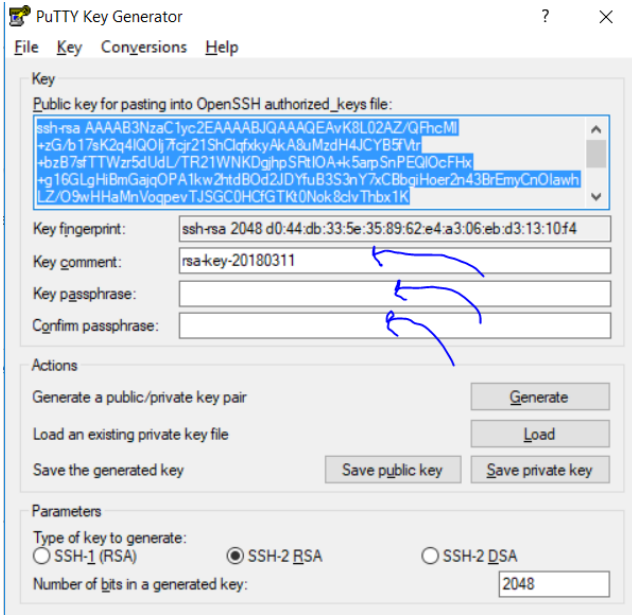 PuTTY Key Generator
? ×
File Key Conversions Help
Key
Public key for pasting into OpenSSH authorized_keys file:
ssh-rsa AAAAB3NzaC1yc2EAAAABJQAAAQEAvK8L02AZ/QFhcMl
+zG/b17sK2q4IQOlj7fcjr21ShClqfxkyAkA8uMzdH4JCYB5fVtr
+bzB7sfTTWzr5dUdL/TR21WNKDgjhpSRtIOA+k5arpSnPEQIOcFHx
+g16GLgHiBmGajqOPA1kw2htdBOd2JDYfuB3S3nY7xCBbgiHoer2n43BrEmyCnOlawh
LZ/O9wHHaMnVoqpevTJSGC0HCfGTKt0Nok8clvThbx1K
Key fingerprint: ssh-rsa 2048 d0:44:db:33:5e:35:89:62:e4:a3:06:eb:d3:13:10:f4
Key comment: rsa-key-20180311
Key passphrase:
Confirm passphrase:
Actions
Generate a public/private key pair Generate
Load an existing private key file Load
Save the generated key Save public key Save private key
Parameters
Type of key to generate:
SSH-1 (RSA) SSH-2 RSA SSH-2 DSA
Number of bits in a generated key: 2048